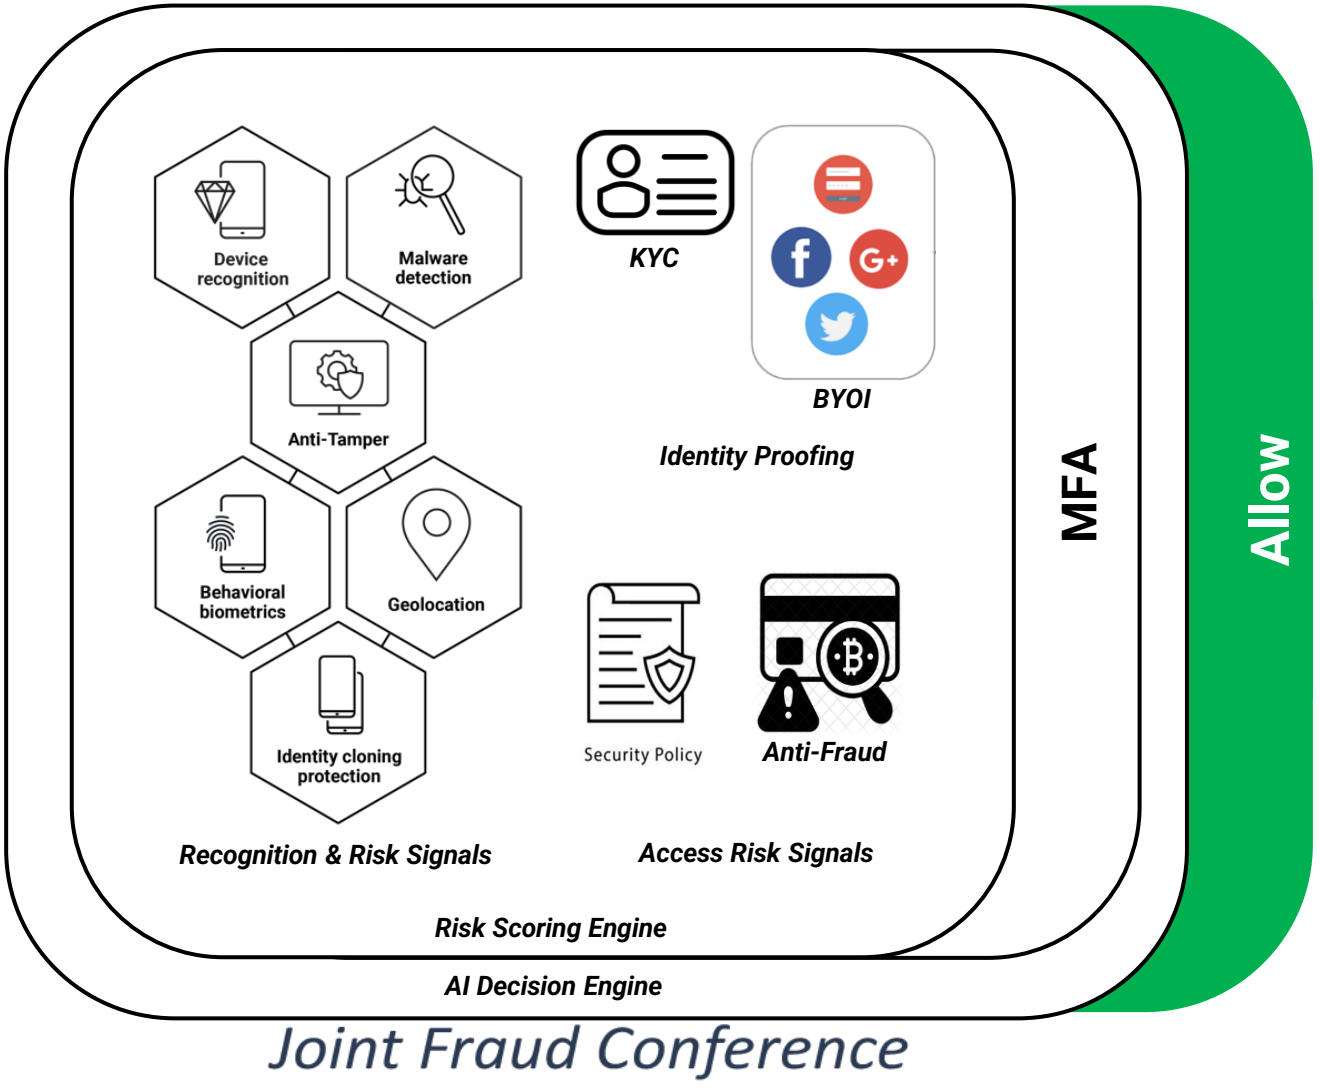 Device
recognition
Malware
detection
Anti-Tamper
Behavioral
biometrics
Geolocation
Identity cloning
protection
Recognition & Risk Signals
KYC
G+
BYOI
Identity Proofing
Security Policy
Anti-Fraud
Access Risk Signals
Risk Scoring Engine
AI Decision Engine
MFA
Allow
Joint Fraud Conference